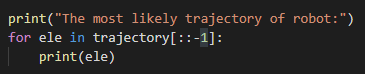 print("The most likely trajectory of robot:")
for ele in trajectory[::-1]:
    print(ele)